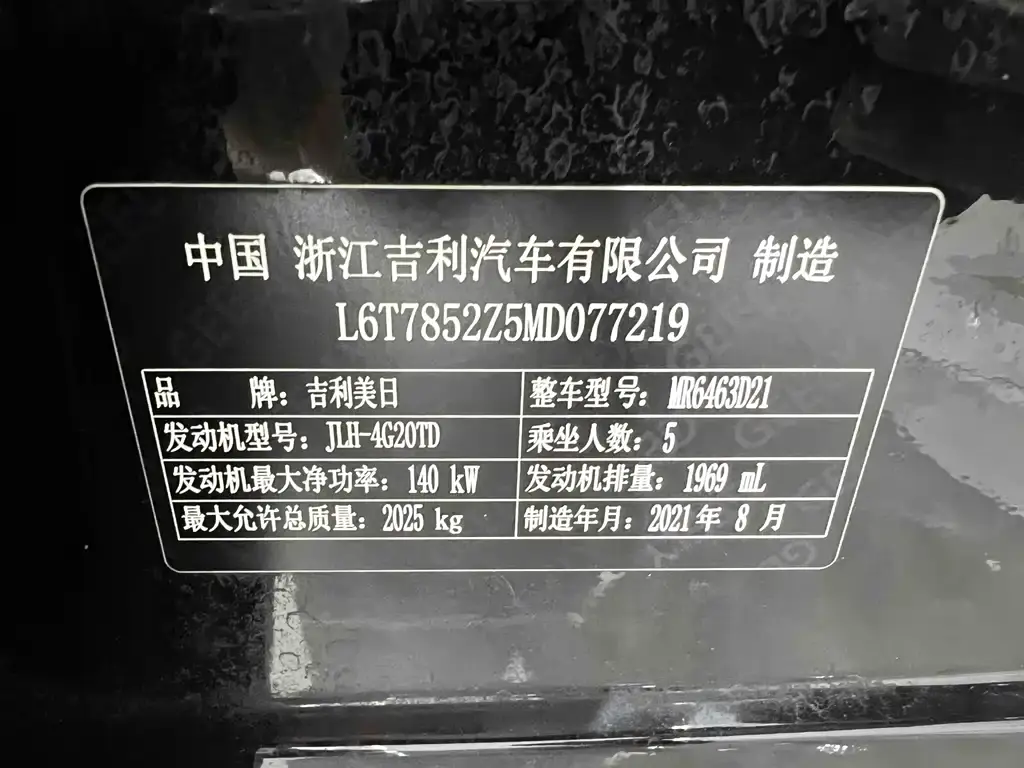 中国 浙江吉利汽车有限公司 制造
L6T7852Z5MD077219
品 牌：吉利美日 整车型号：MR6463D21
发动机型号：JLH-4G20TD 乘坐人数：5
发动机最大净功率：140 kW 发动机排量：1969 mL
最大允许总质量：2025 kg 制造年月：2021年 8 月